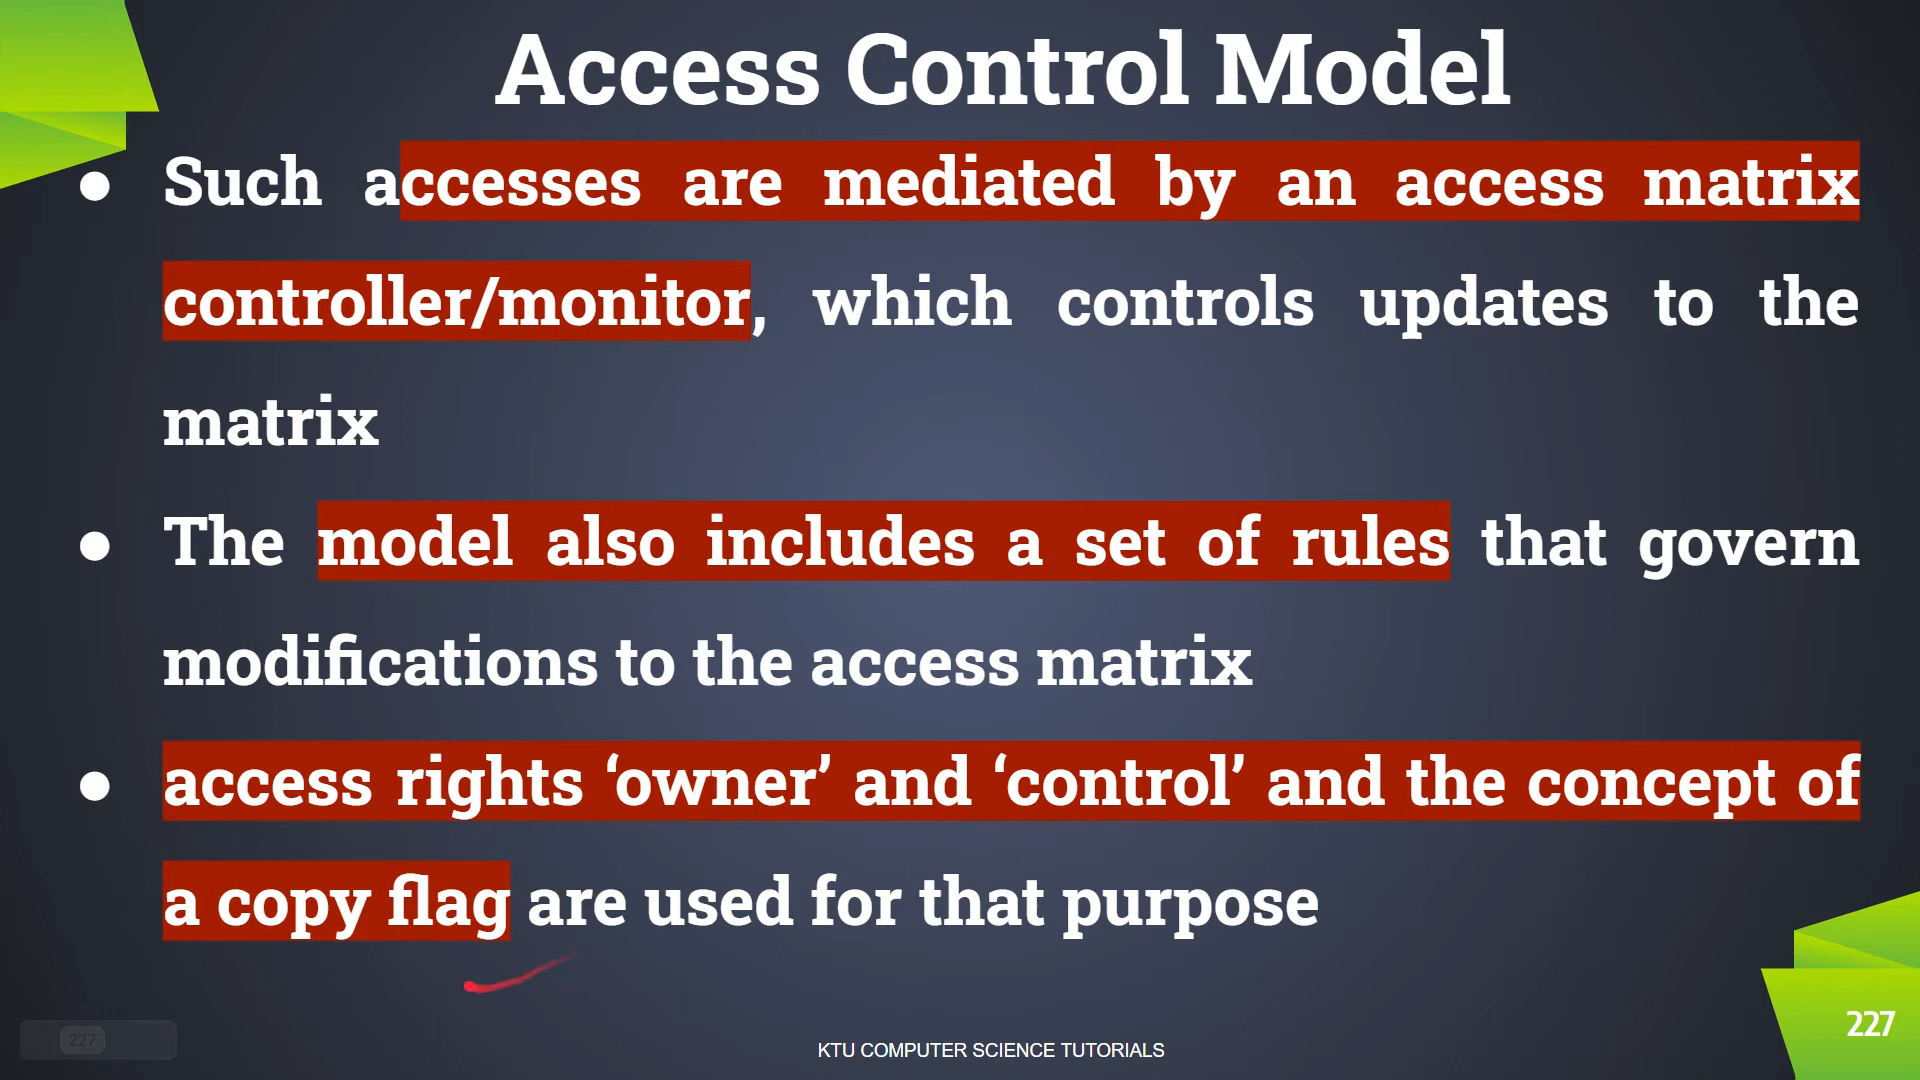 Access Control Model
● Such accesses are mediated by an access matrix
controller/monitor, which controls updates to the
matrix
● The model also includes a set of rules that govern
modifications to the access matrix
● access rights ‘owner’ and ‘control’ and the concept of
a copy flag are used for that purpose
227
227
KTU COMPUTER SCIENCE TUTORIALS